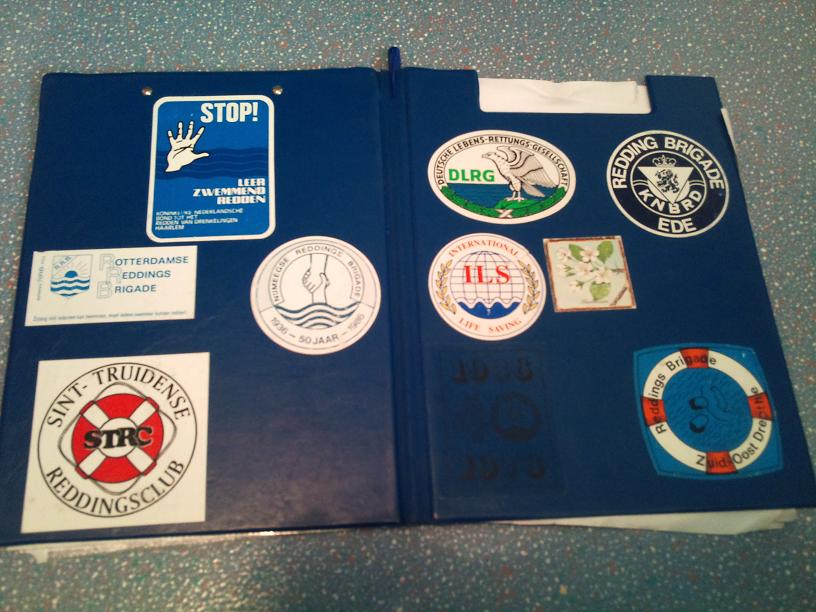 STOP!
LEER
ZWEMMEND
REDDEN
KONINKLIJKE NEDERLANDSCHE
BOND TOT HET
REDDEN VAN DRENKELINGEN
HAARLEM
ROTTERDAMSE
REDDINGS
BRIGADE
NIJMEEGSE REDDINGS BRIGADE
1936 - 50 JAAR - 1986
SINT-TRUIDENSE
STRC
REDDINGSCLUB
DEUTSCHE LEBENS-RETTUNGS-GESELLSCHAFT
DLRG
REDDING BRIGADE
KNBRD
EDE
INTERNATIONAL
ILS
LIFE SAVING
Reddings Brigade
Zuid-Oost Drenthe